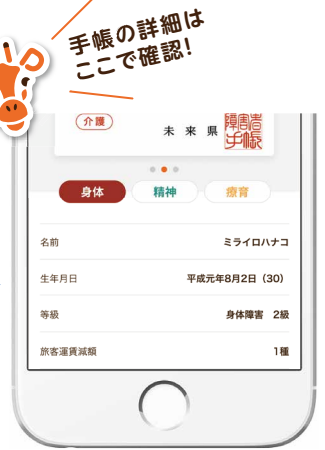 手帳の詳細は
ここで確認!
介護
未来県
障害者
手帳
身体 精神 療育
名前 ミライロハナコ
生年月日 平成元年8月2日（30）
等級 身体障害 2級
旅客運賃減額 1種